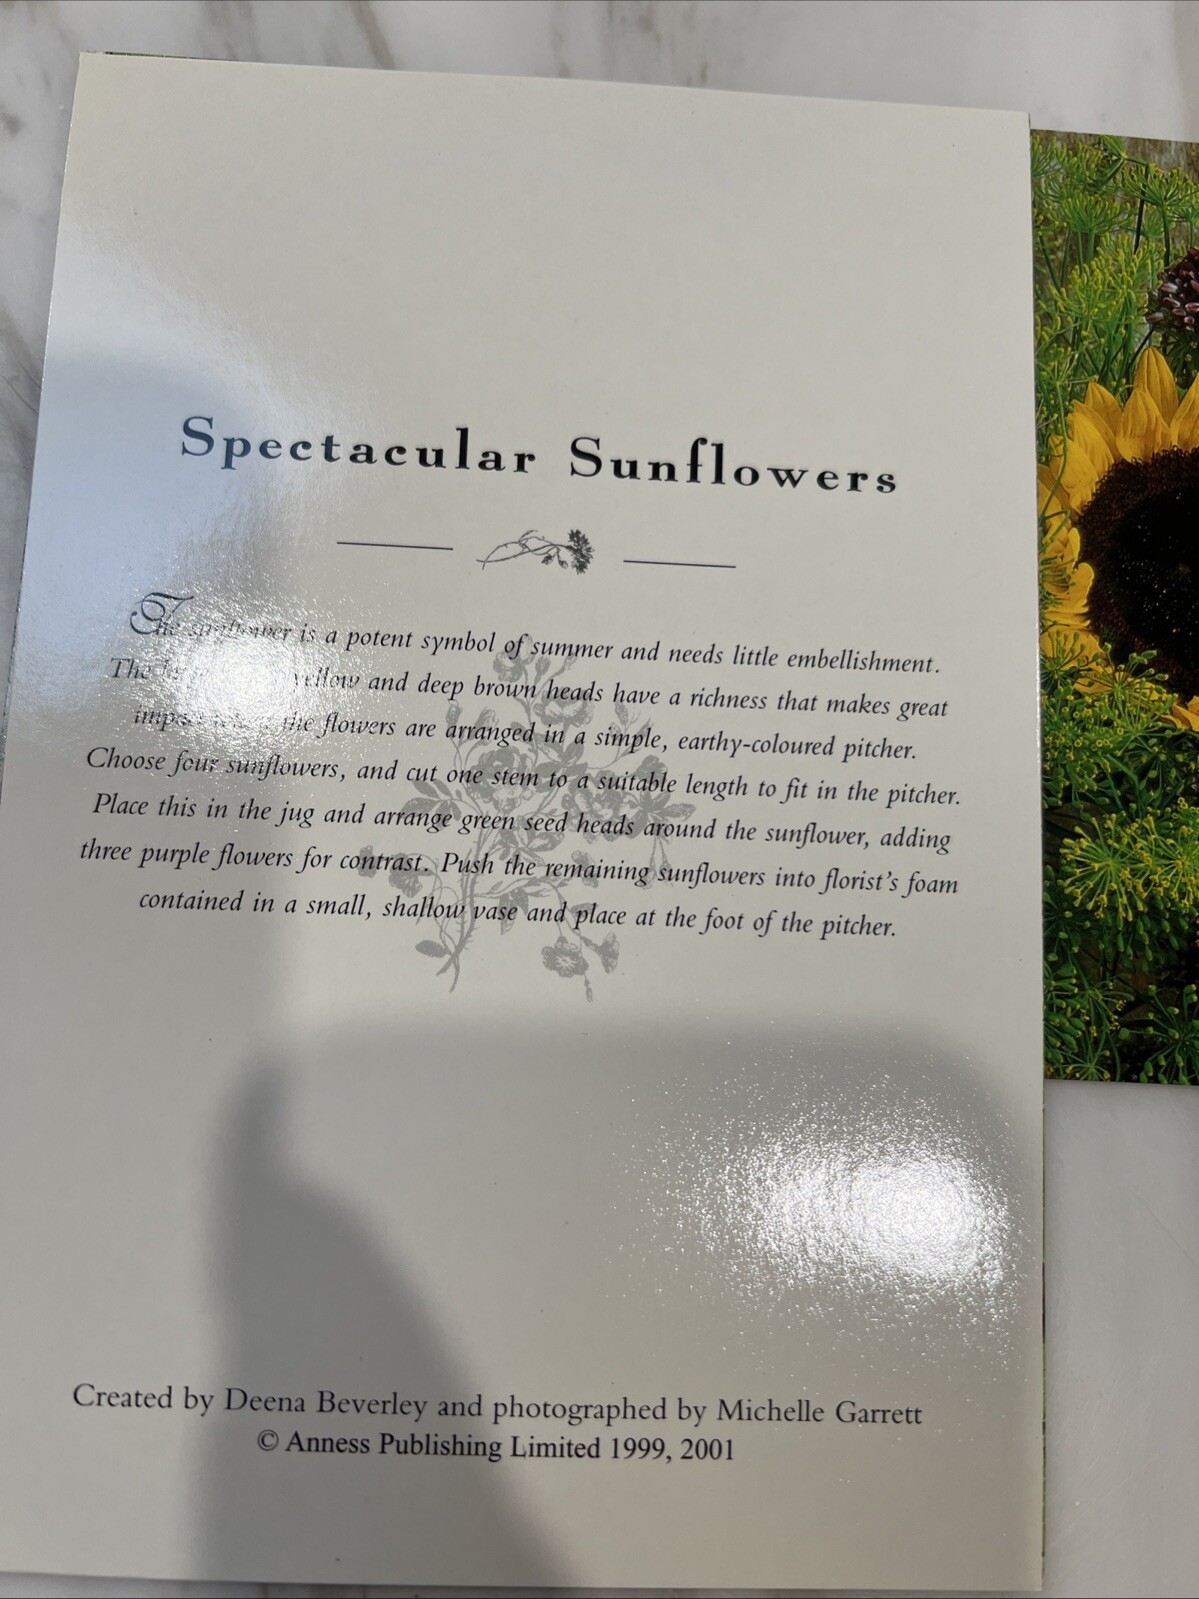 Spectacular Sunflowers
The sunflower is a potent symbol of summer and needs little embellishment.
The yellow and deep brown heads have a richness that makes great
the flowers are arranged in a simple, earthy-coloured pitcher.
Choose four sunflowers, and cut one stem to a suitable length to fit in the pitcher.
Place this in the jug and arrange green seed heads around the sunflower, adding
three purple flowers for contrast. Push the remaining sunflowers into florist's foam
contained in a small, shallow vase and place at the foot of the pitcher.
Created by Deena Beverley and photographed by Michelle Garrett
© Anness Publishing Limited 1999, 2001